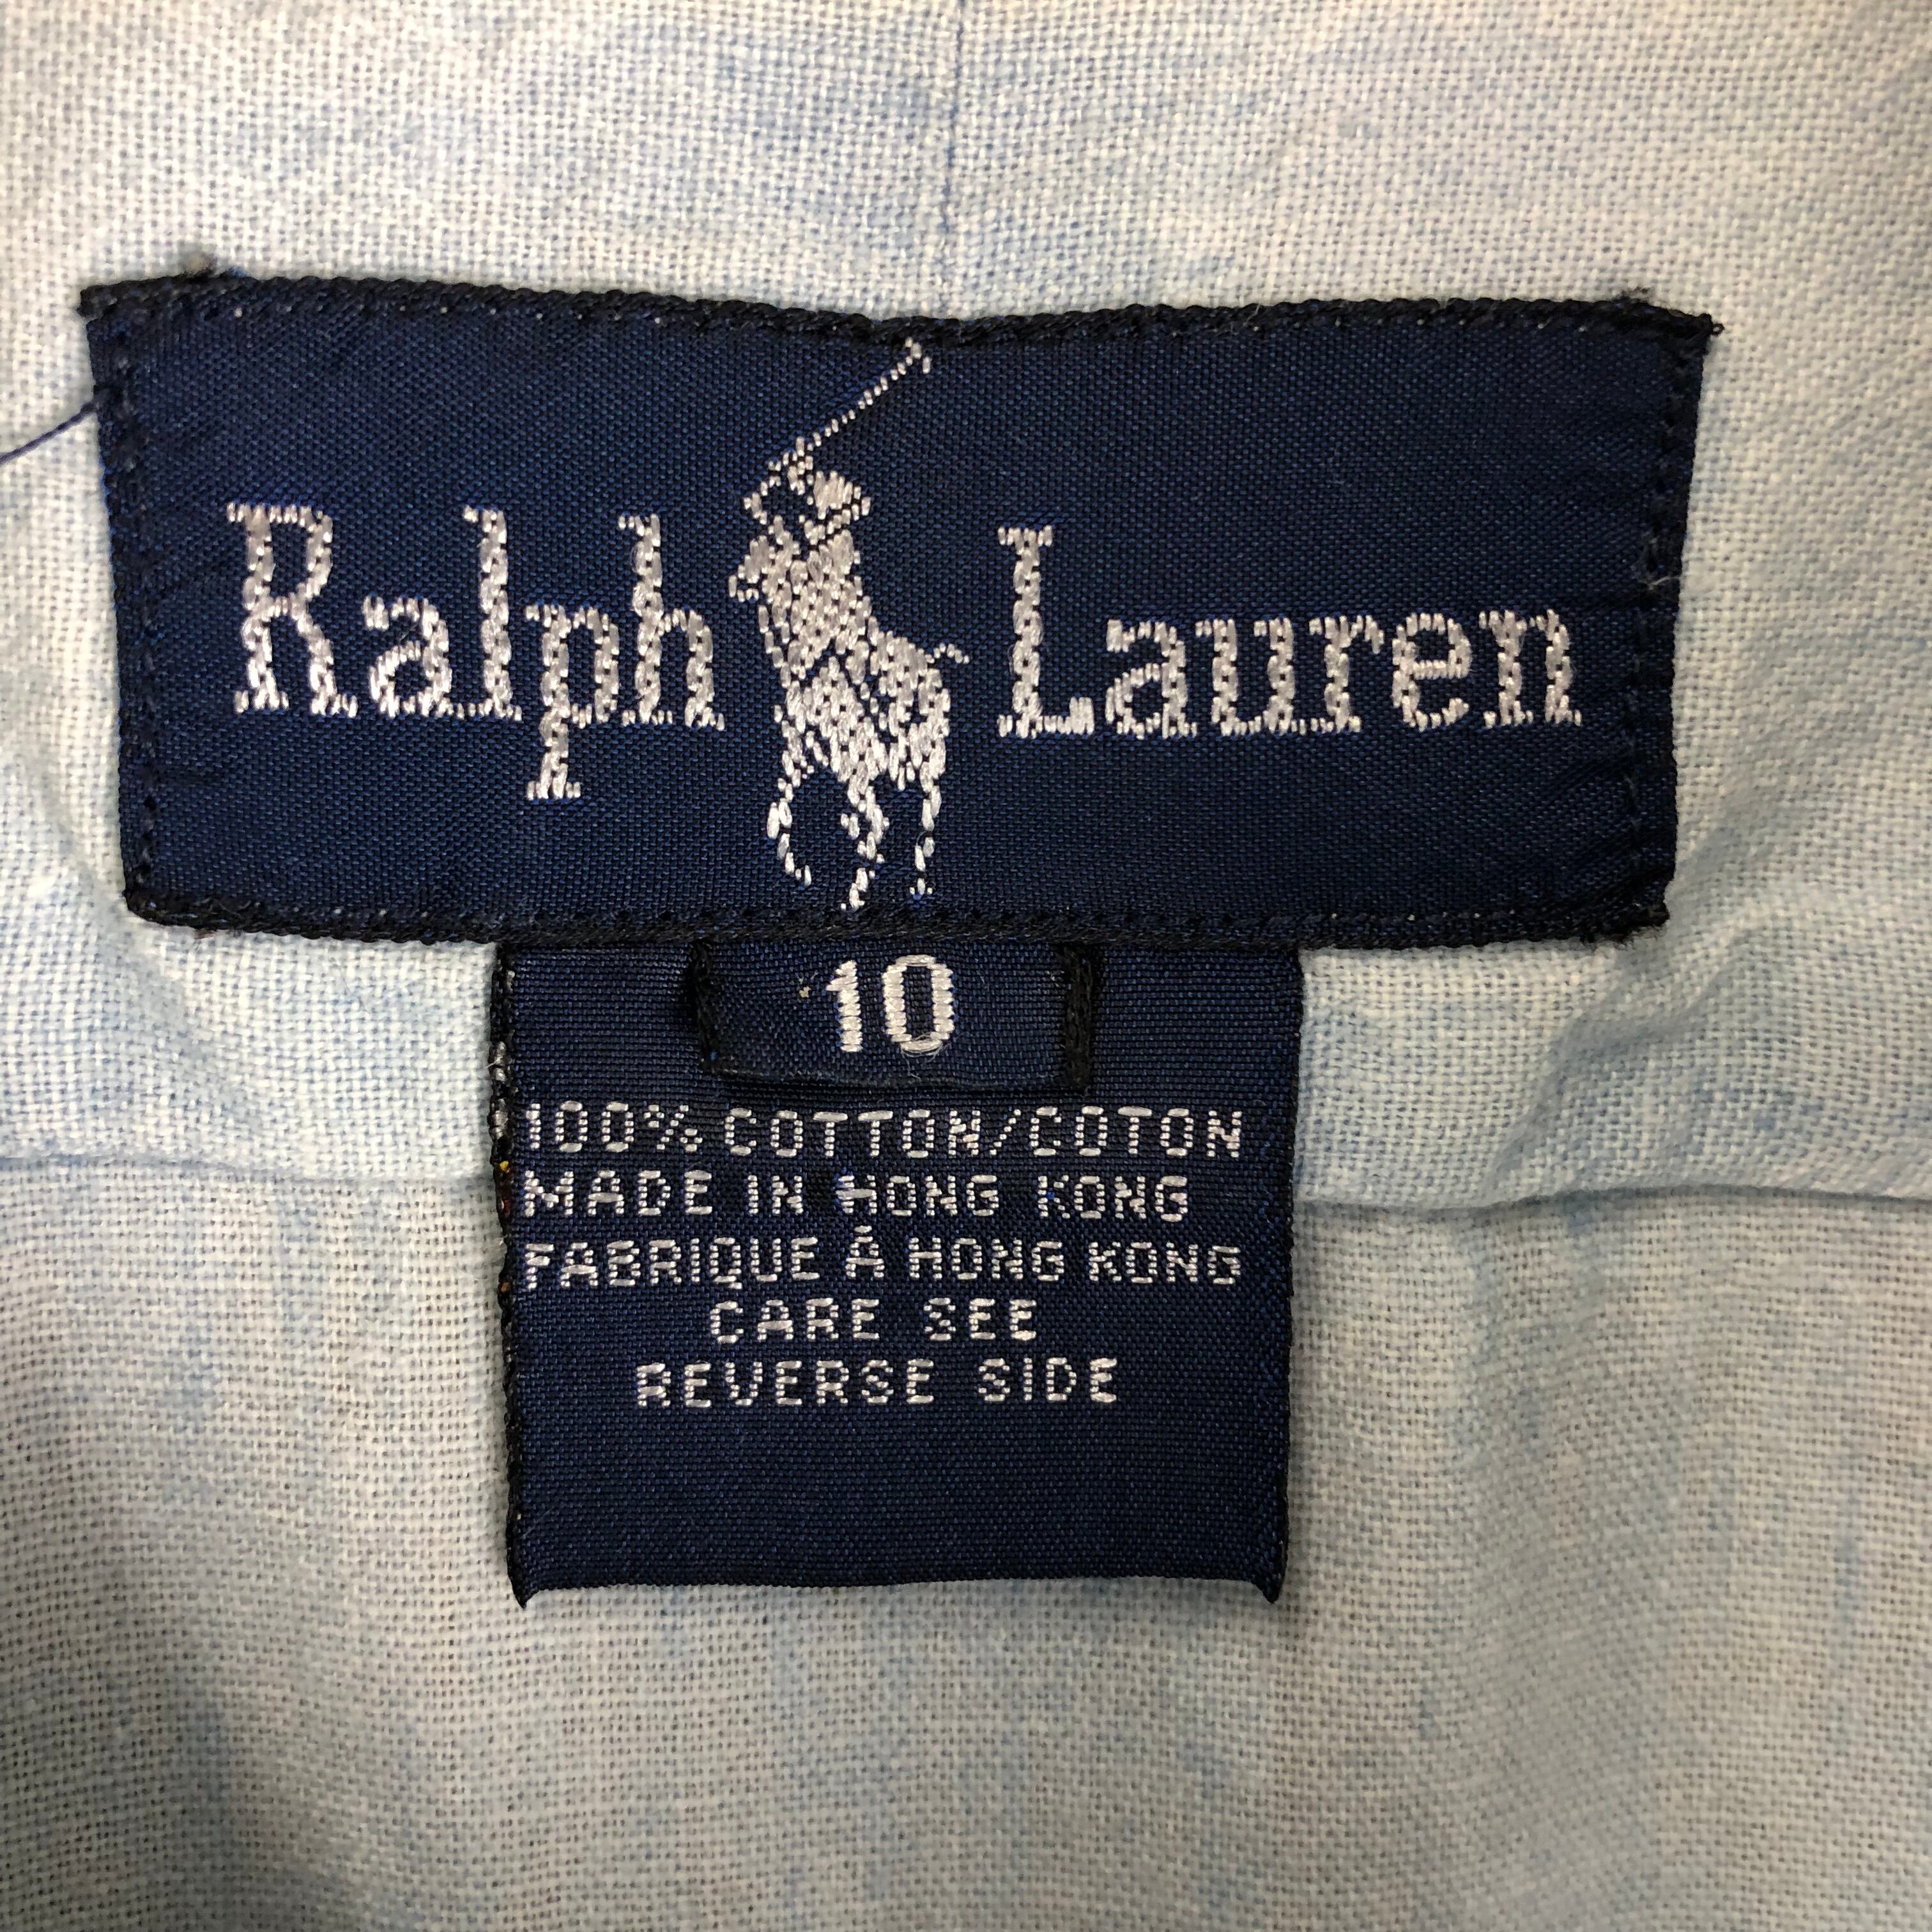 Ralph Lauren
10
100% COTTON/COTON
MADE IN HONG KONG
FABRIQUE À HONG KONG
CARE SEE
REVERSE SIDE